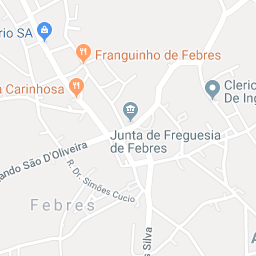 rio SA
Franguinho de Febres
Carinhosa
Cleric
De Ing
Junta de Freguesia
de Febres
ando São D'Oliveira
R. Dr. Simões Cucio
Febres
s Silva